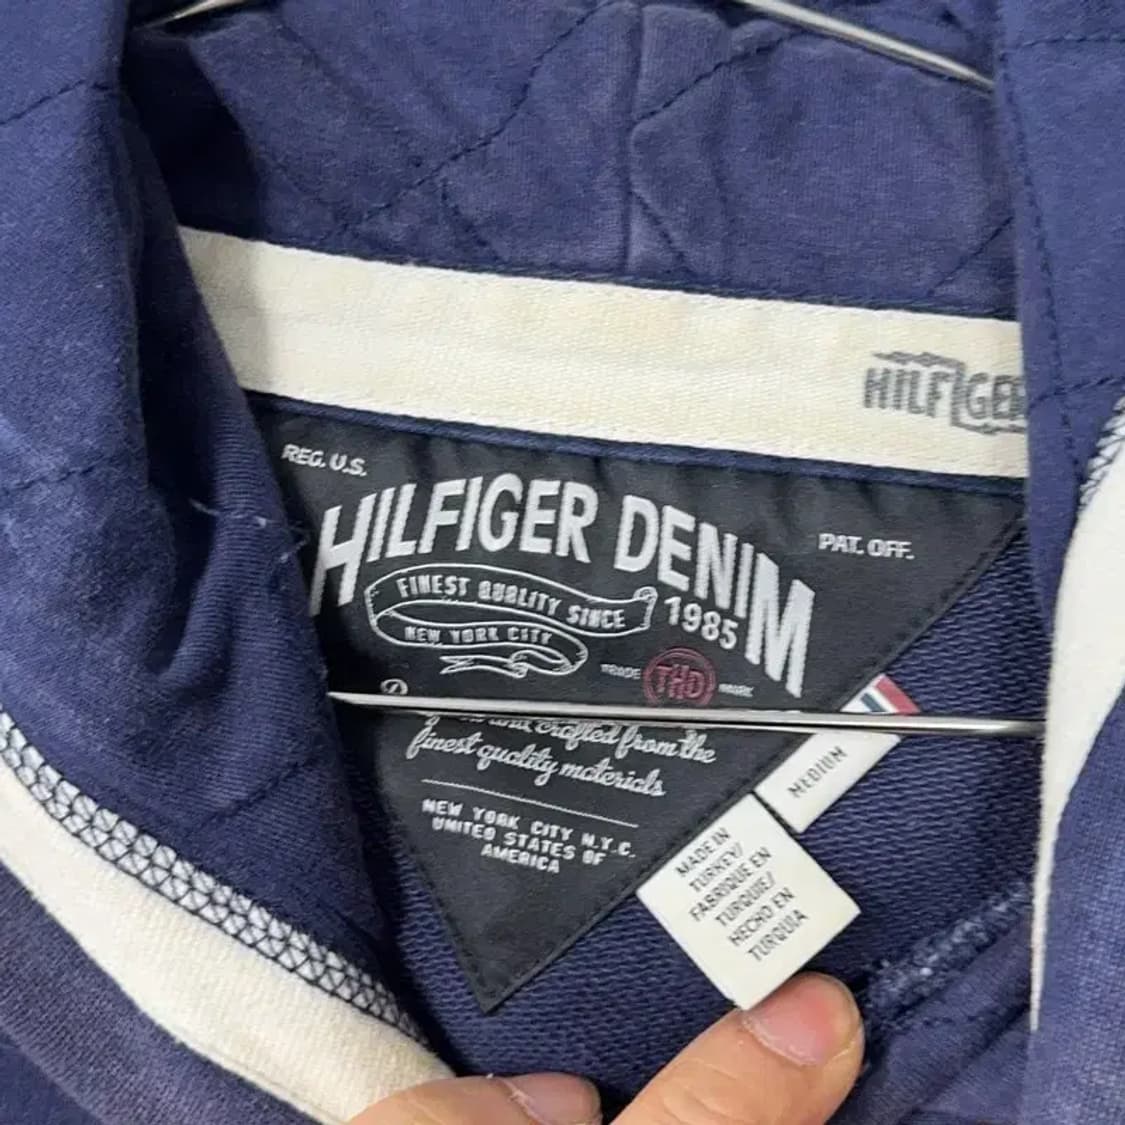 HILFIGER
REG. U.S.
HILFIGER DENIM
PAT. OFF.
FINEST QUALITY SINCE
1985
NEW YORK CITY
TRADE THD MARK
and crafted from the
finest quality materials
NEW YORK CITY N.Y.C.
UNITED STATES OF
AMERICA
MEDIUM
MADE IN
TURKEY/
FABRIQUE EN
TURQUIE/
HECHO EN
TURQUIA